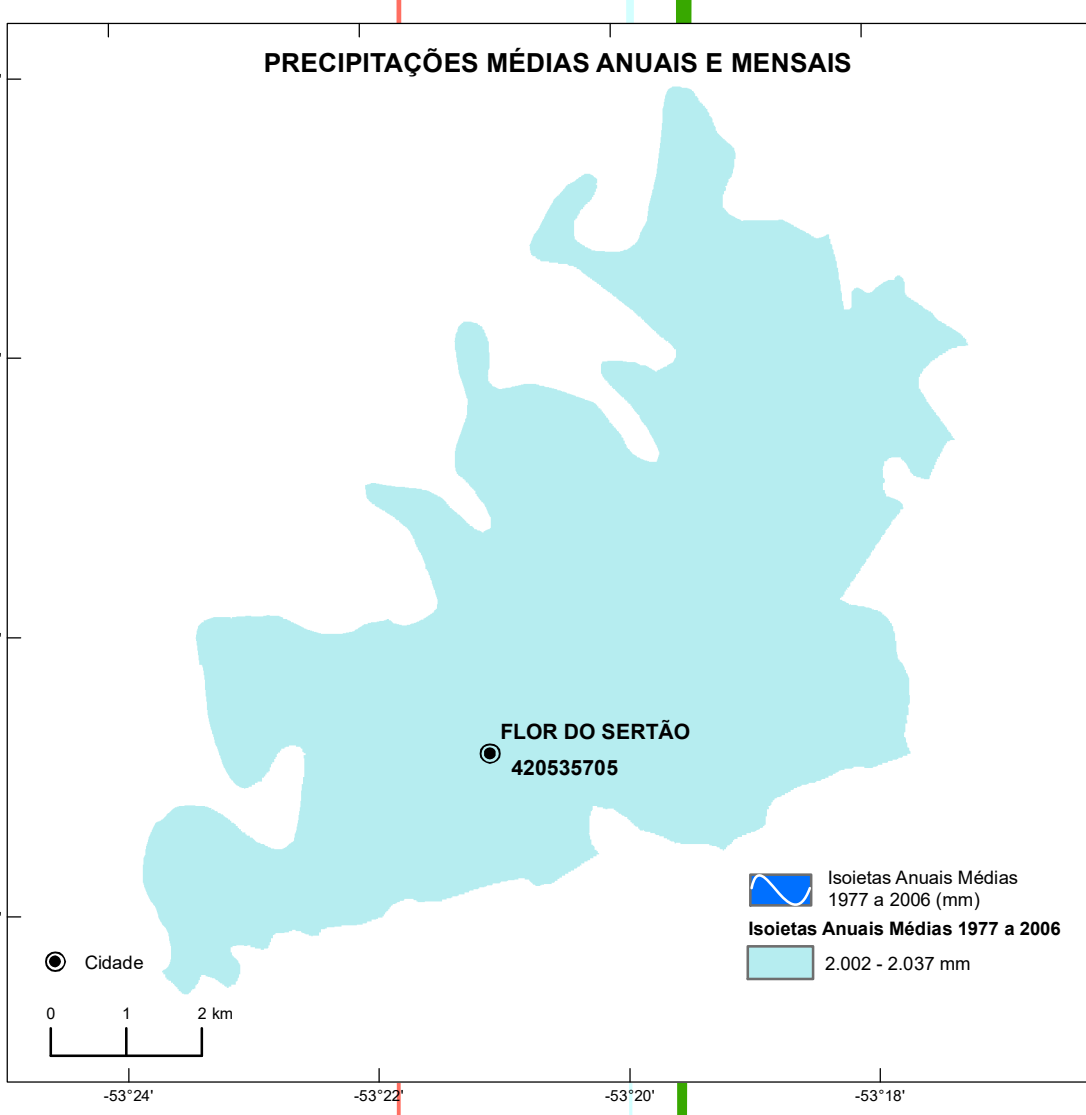 PRECIPITAÇÕES MÉDIAS ANUAIS E MENSAIS
FLOR DO SERTÃO
420535705
Isoietas Anuais Médias
1977 a 2006 (mm)
Isoietas Anuais Médias 1977 a 2006
2.002 - 2.037 mm
Cidade
0 1 2 km
-53°24' -53°22' -53°20' -53°18'